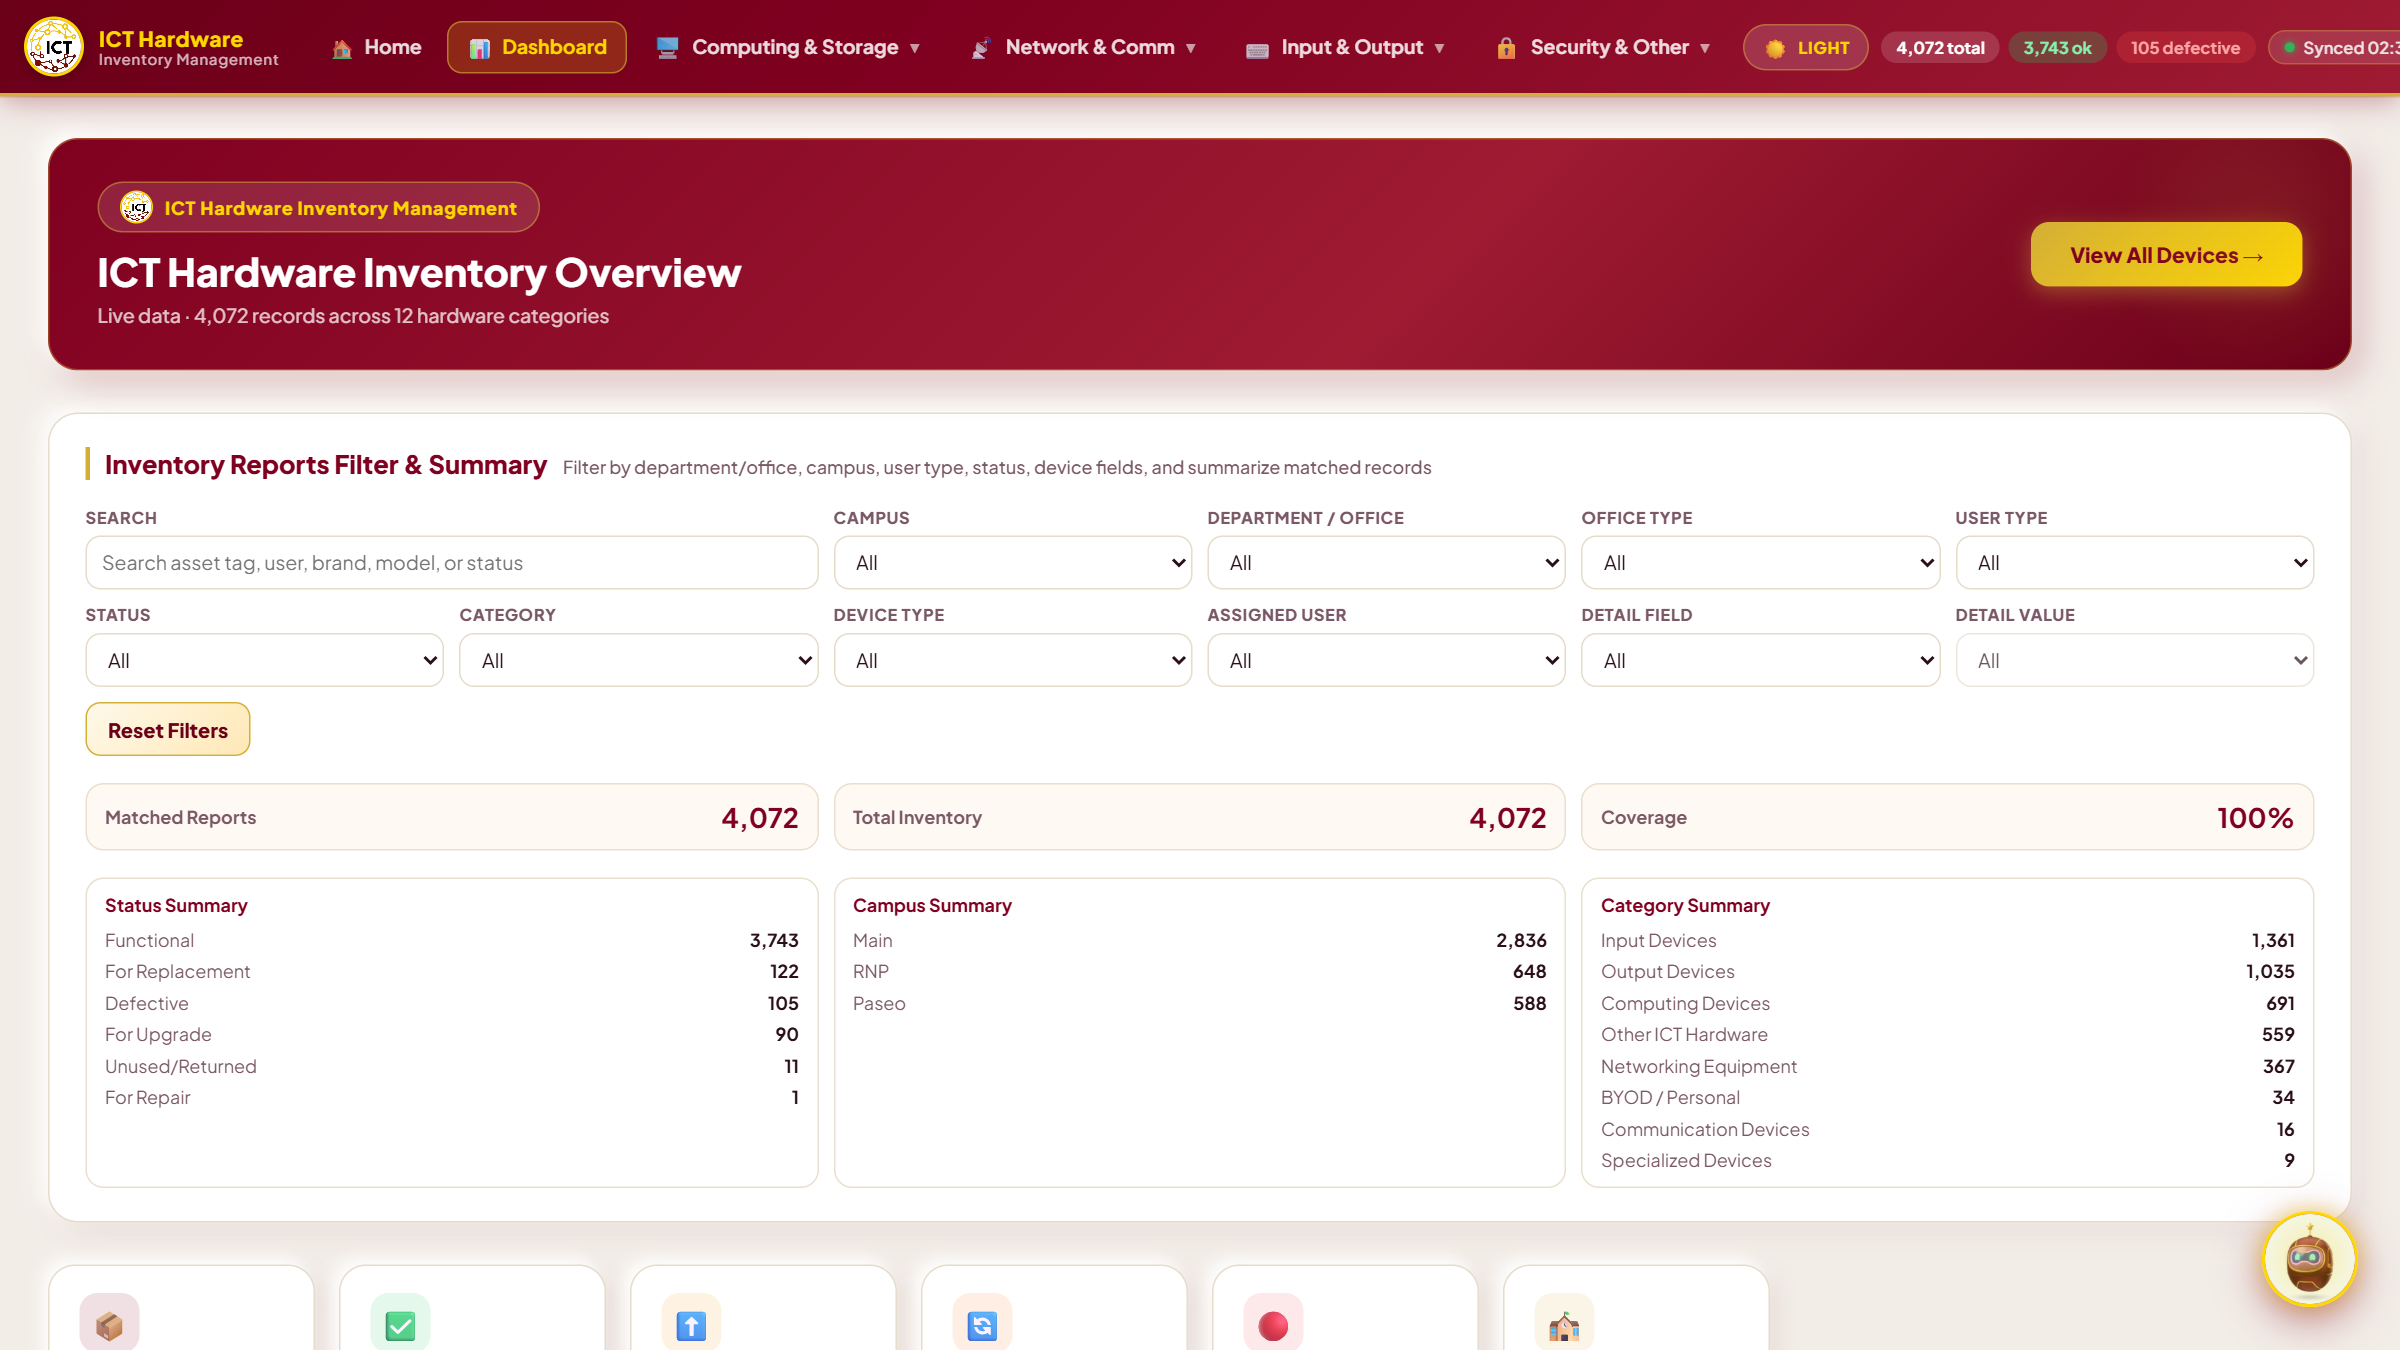 ICT
ICT Hardware
Inventory Management
Home
Dashboard
Computing & Storage ▼
Network & Comm ▼
Input & Output ▼
Security & Other ▼
LIGHT
4,072 total
3,743 ok
105 defective
Synced 02:3
ICT
ICT Hardware Inventory Management
ICT Hardware Inventory Overview
Live data · 4,072 records across 12 hardware categories
View All Devices →
Inventory Reports Filter & Summary
Filter by department/office, campus, user type, status, device fields, and summarize matched records
SEARCH
CAMPUS
DEPARTMENT / OFFICE
OFFICE TYPE
USER TYPE
Search asset tag, user, brand, model, or status
All
All
All
All
STATUS
CATEGORY
DEVICE TYPE
ASSIGNED USER
DETAIL FIELD
DETAIL VALUE
All
All
All
All
All
All
Reset Filters
Matched Reports 4,072
Total Inventory 4,072
Coverage 100%
Status Summary
Functional 3,743
For Replacement 122
Defective 105
For Upgrade 90
Unused/Returned 11
For Repair 1
Campus Summary
Main 2,836
RNP 648
Paseo 588
Category Summary
Input Devices 1,361
Output Devices 1,035
Computing Devices 691
Other ICT Hardware 559
Networking Equipment 367
BYOD / Personal 34
Communication Devices 16
Specialized Devices 9